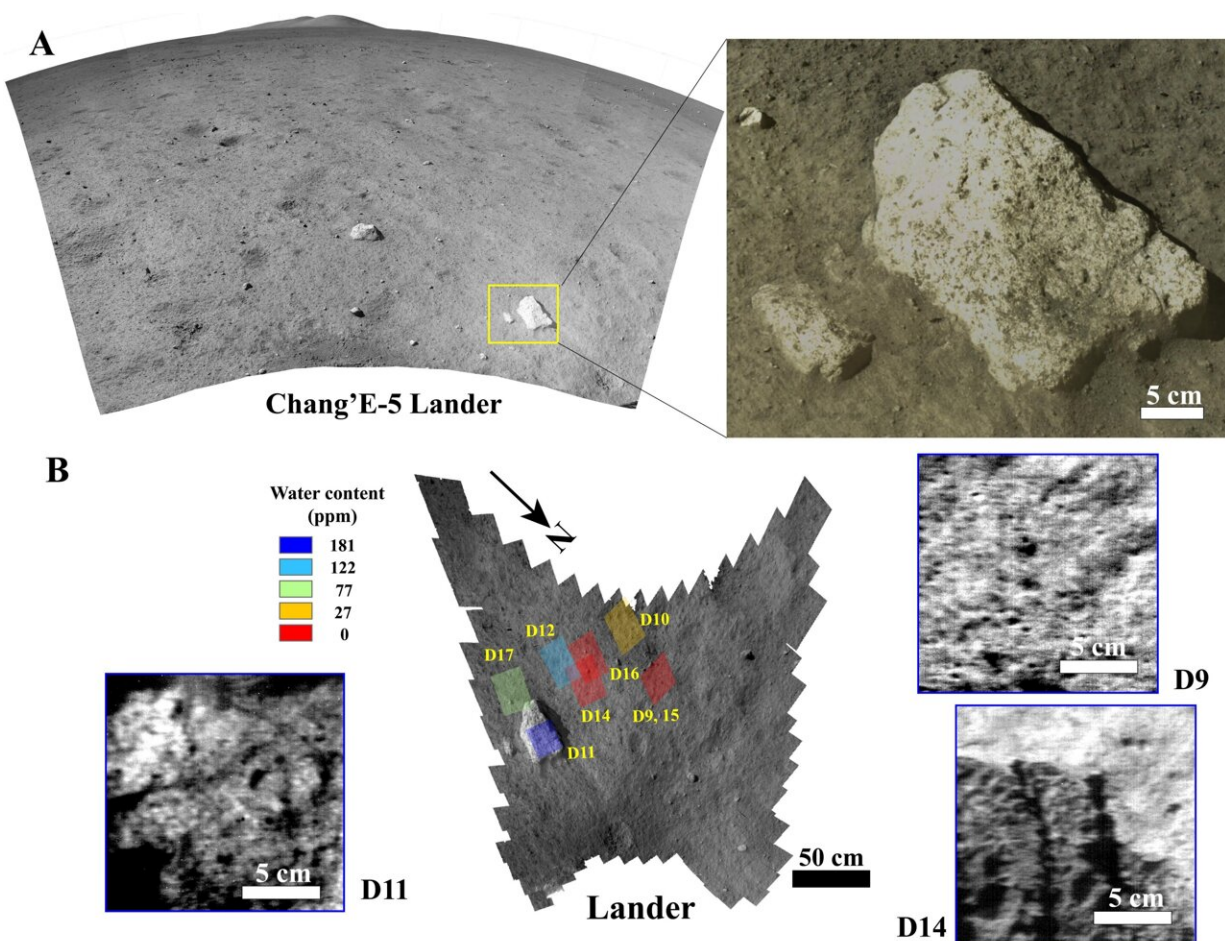 A
Chang'E-5 Lander
5 cm
B
Water content
(ppm)
181
122
77
27
0
N
D10
D12
D17
D16
D14
D9, 15
D11
50 cm
Lander
5 cm
D11
5 cm
D9
5 cm
D14